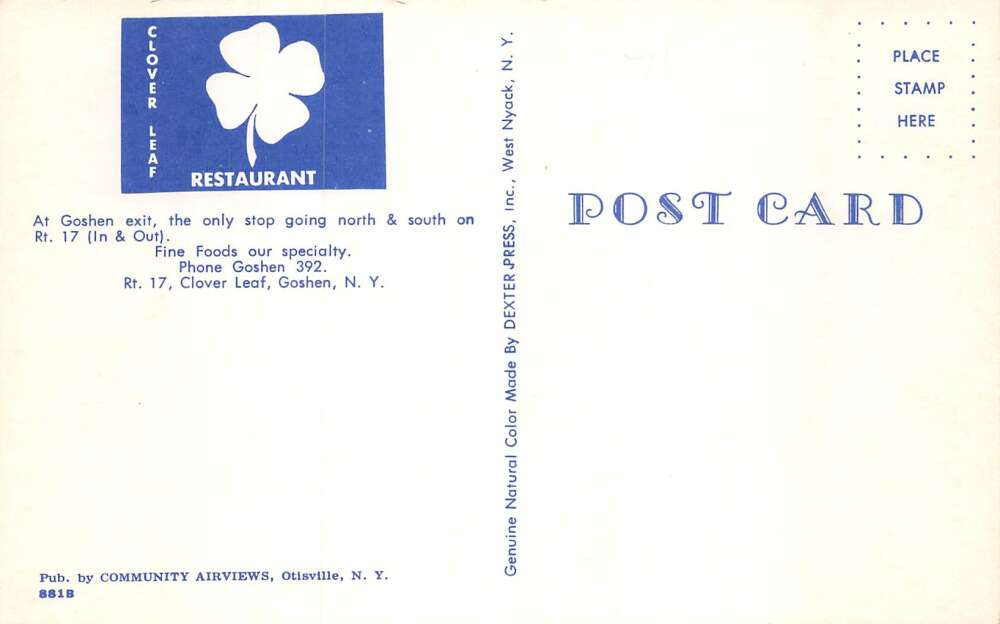 CLOVER LEAF
RESTAURANT
At Goshen exit, the only stop going north & south on
Rt. 17 (In & Out).
Fine Foods our specialty.
Phone Goshen 392.
Rt. 17, Clover Leaf, Goshen, N. Y.
Pub. by COMMUNITY AIRVIEWS, Otisville, N. Y.
881B
Genuine Natural Color Made By DEXTER PRESS, Inc., West Nyack, N. Y.
PLACE
STAMP
HERE
POST CARD